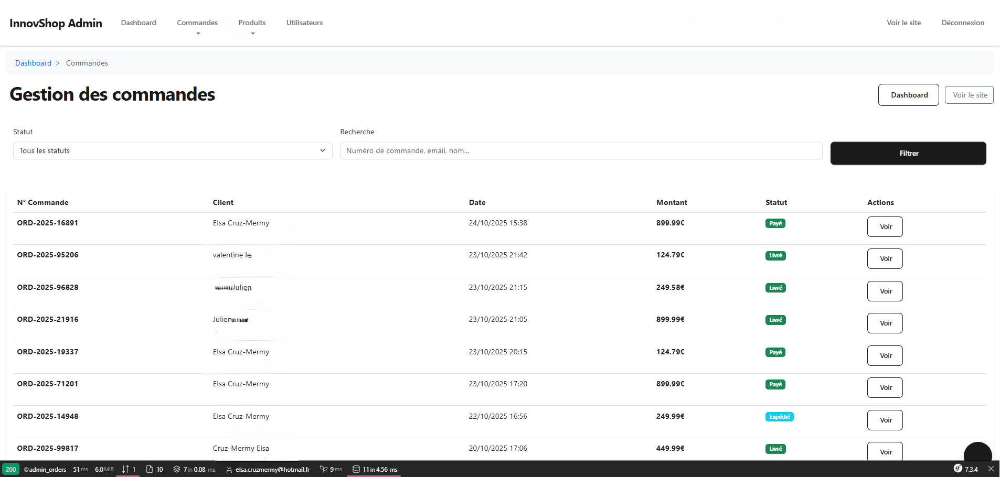 InnovShop Admin Dashboard Commandes Produits Utilisateurs Voir le site Déconnexion
Dashboard > Commandes
Gestion des commandes Dashboard Voir le site
Statut Recherche
Tous les statuts Numéro de commande, email, nom... Filtrer
N° Commande Client Date Montant Statut Actions
ORD-2025-16891 Elsa Cruz-Mermy 24/10/2025 15:38 899.99€ Payé Voir
ORD-2025-95206 valentine le 23/10/2025 21:42 124.79€ Livré Voir
ORD-2025-96828 Julien 23/10/2025 21:15 249.58€ Livré Voir
ORD-2025-21916 Julien 23/10/2025 21:05 899.99€ Livré Voir
ORD-2025-19337 Elsa Cruz-Mermy 23/10/2025 20:15 124.79€ Payé Voir
ORD-2025-71201 Elsa Cruz-Mermy 23/10/2025 17:20 899.99€ Payé Voir
ORD-2025-14948 Elsa Cruz-Mermy 22/10/2025 16:56 249.99€ Expédié Voir
ORD-2025-99817 Cruz-Mermy Elsa 20/10/2025 17:06 449.99€ Livré Voir
200 @admin_orders 51 ms 6.0 MiB 1 10 7 in 0.08 ms elsa.cruzmermy@hotmail.fr 9 ms 11 in 4.56 ms sf 7.3.4